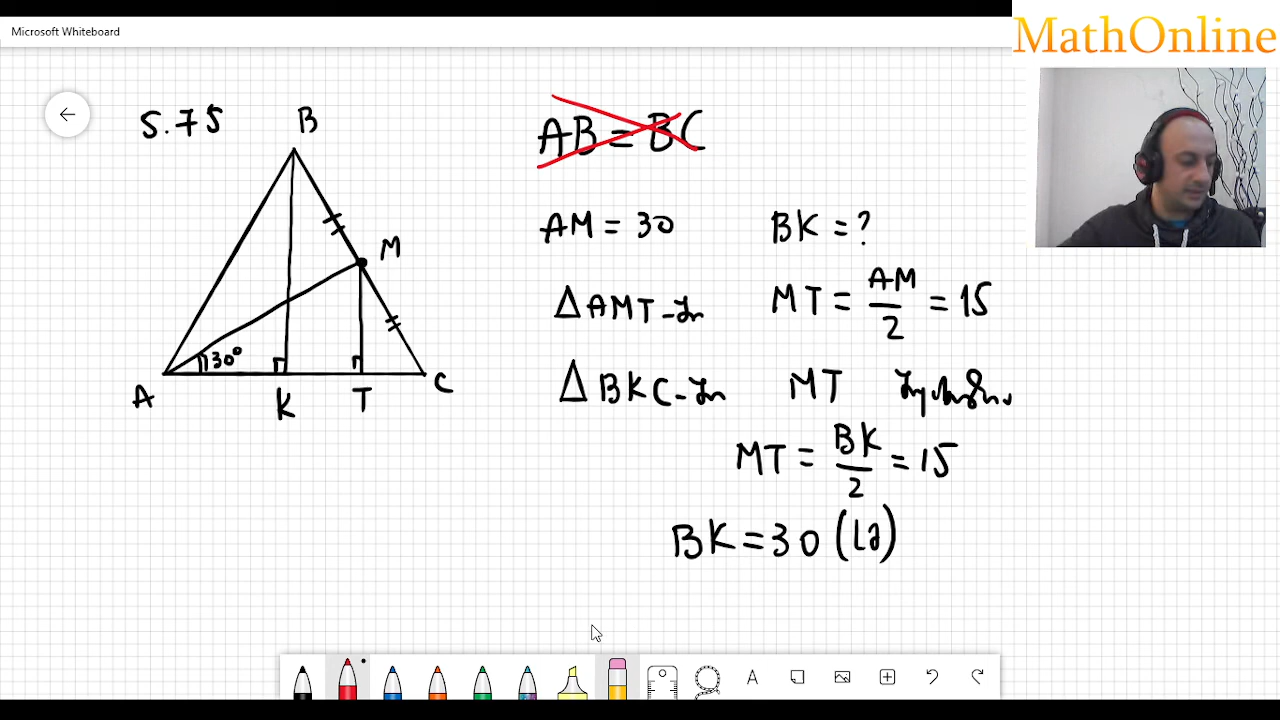 Microsoft Whiteboard
MathOnline
5.75
B
M
30°
A
K
T
C
AB = BC
AM = 30 BK = ?
ΔAMT-ში MT = AM/2 = 15
ΔBKC-ში MT
MT = BK/2 = 15
BK = 30 (სმ)